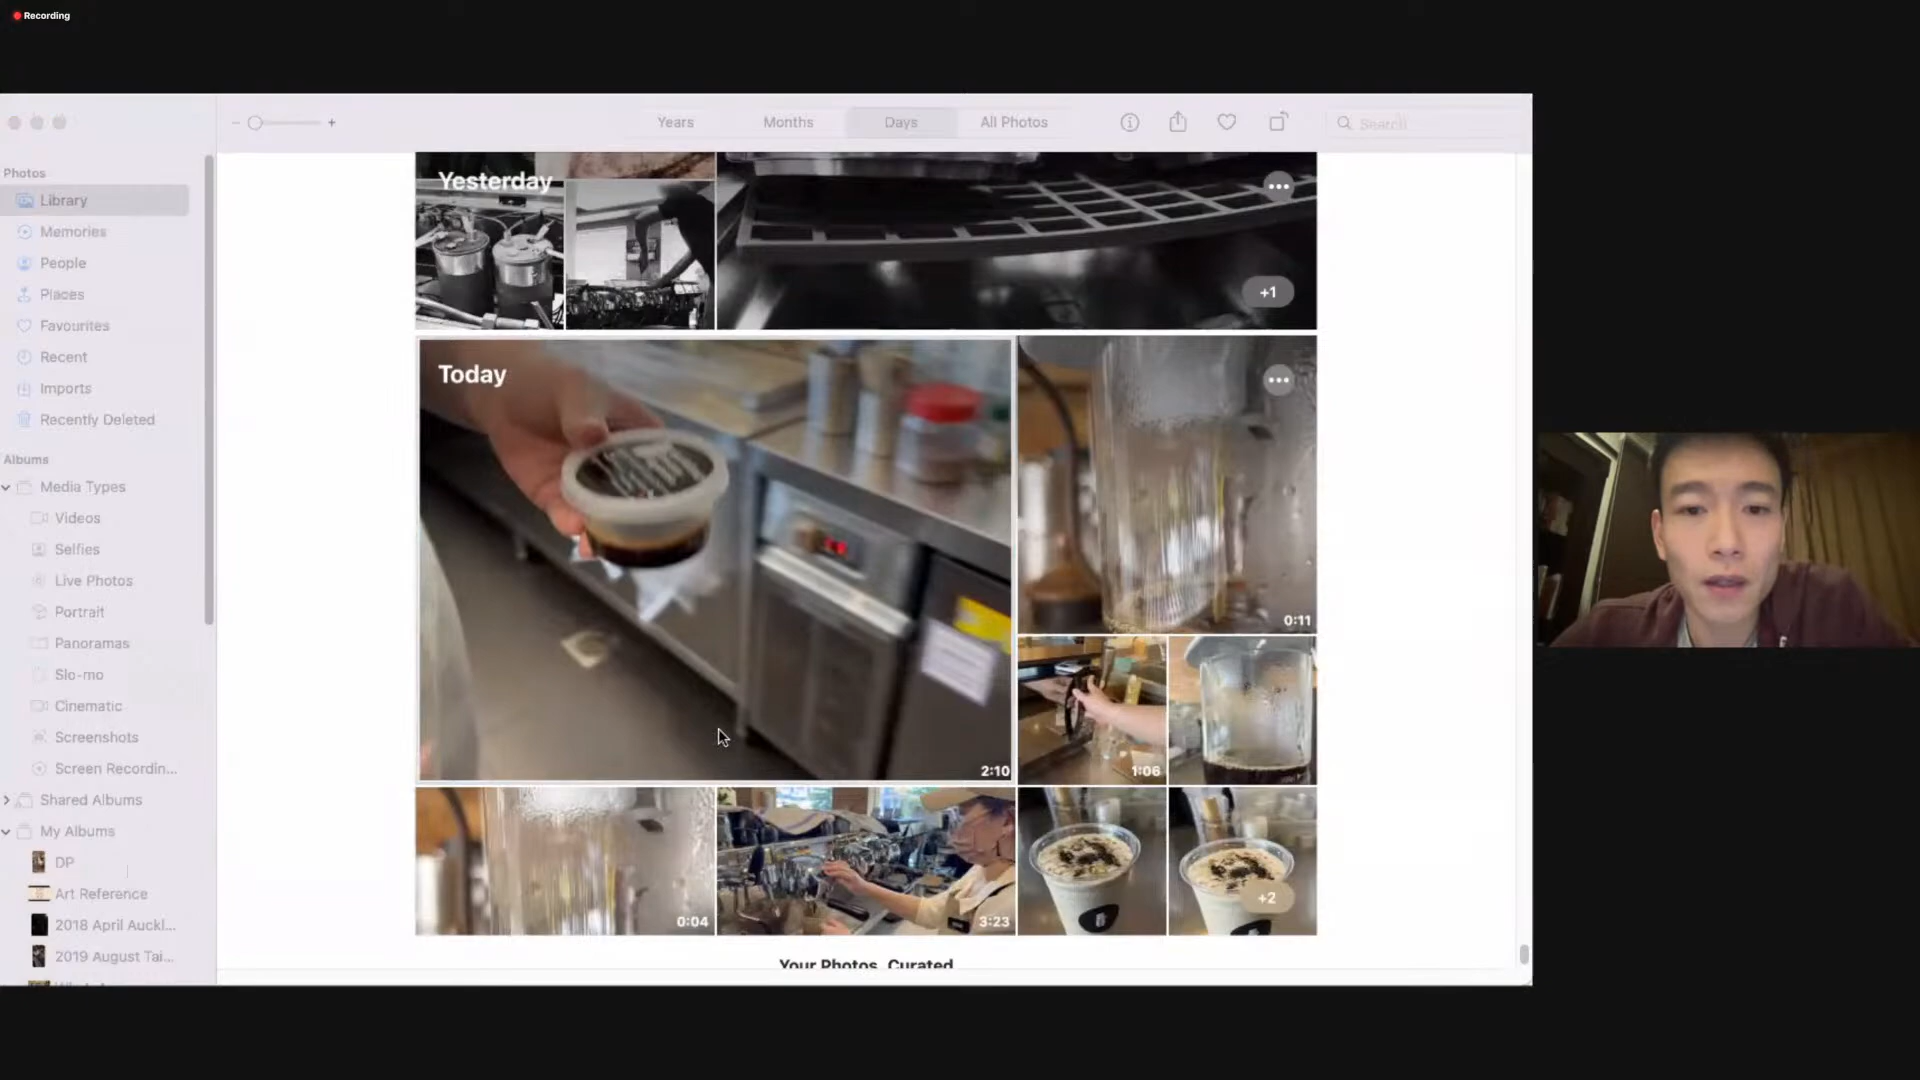 Recording
Years
Months
Days
All Photos
Search
Photos
Library
Memories
People
Places
Favourites
Recent
Imports
Recently Deleted
Albums
Media Types
Videos
Selfies
Live Photos
Portrait
Panoramas
Slo-mo
Cinematic
Screenshots
Screen Recordin...
Shared Albums
My Albums
DP
Art Reference
2018 April Auckl...
2019 August Tai...
Yesterday
+1
Today
2:10
0:11
1:06
0:04
3:23
+2
Your Photos, Curated